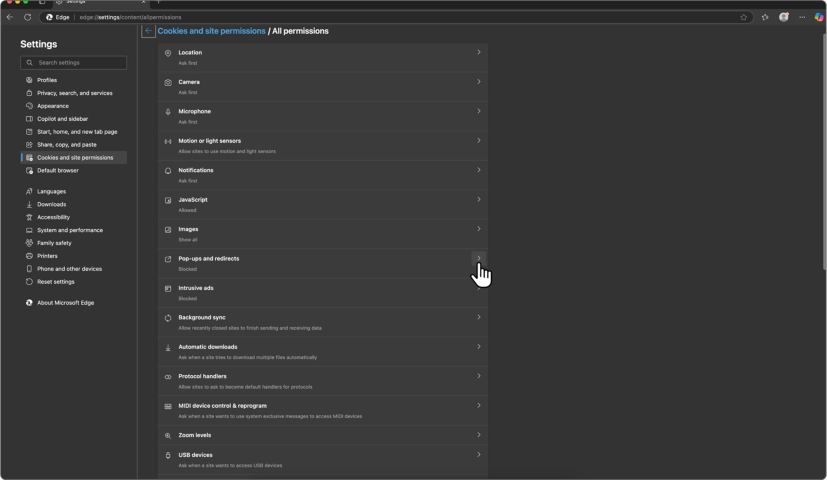 Settings
Edge
edge://settings/content/allpermissions
Settings
Search settings
Profiles
Privacy, search, and services
Appearance
Copilot and sidebar
Start, home, and new tab page
Share, copy, and paste
Cookies and site permissions
Default browser
Languages
Downloads
Accessibility
System and performance
Family safety
Printers
Phone and other devices
Reset settings
About Microsoft Edge
Cookies and site permissions / All permissions
Location
Ask first
Camera
Ask first
Microphone
Ask first
Motion or light sensors
Allow sites to use motion and light sensors
Notifications
Ask first
JavaScript
Allowed
Images
Show all
Pop-ups and redirects
Blocked
Intrusive ads
Blocked
Background sync
Allow recently closed sites to finish sending and receiving data
Automatic downloads
Ask when a site tries to download multiple files automatically
Protocol handlers
Allow sites to ask to become default handlers for protocols
MIDI device control & reprogram
Ask when a site wants to use system exclusive messages to access MIDI devices
Zoom levels
USB devices
Ask when a site wants to access USB devices